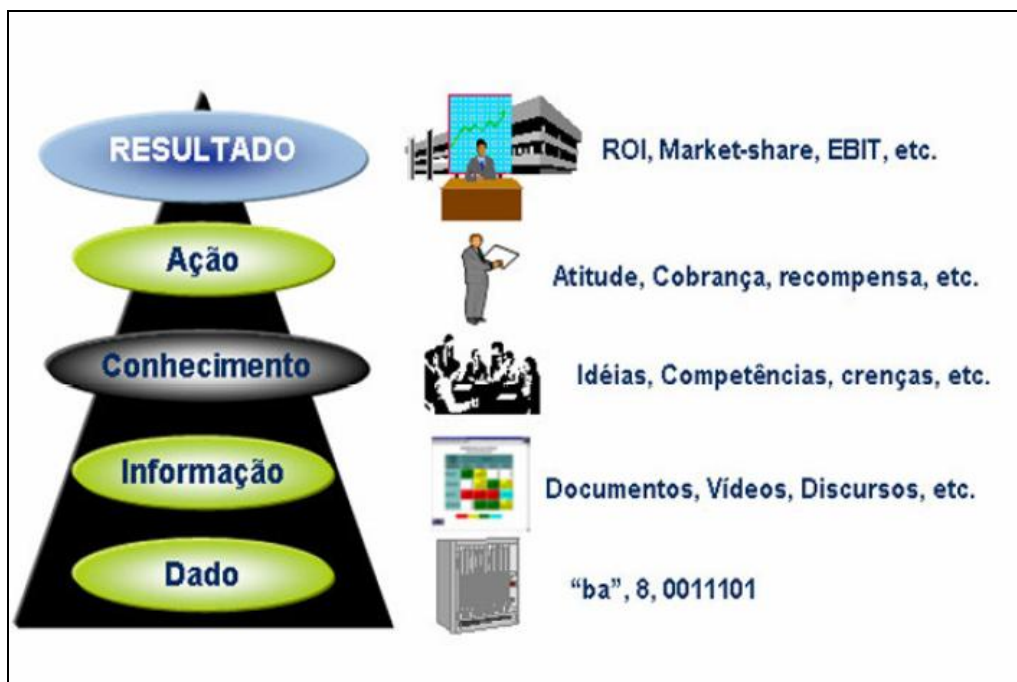 RESULTADO
ROI, Market-share, EBIT, etc.
Ação
Atitude, Cobrança, recompensa, etc.
Conhecimento
Idéias, Competências, crenças, etc.
Informação
Documentos, Vídeos, Discursos, etc.
Dado
“ba”, 8, 0011101